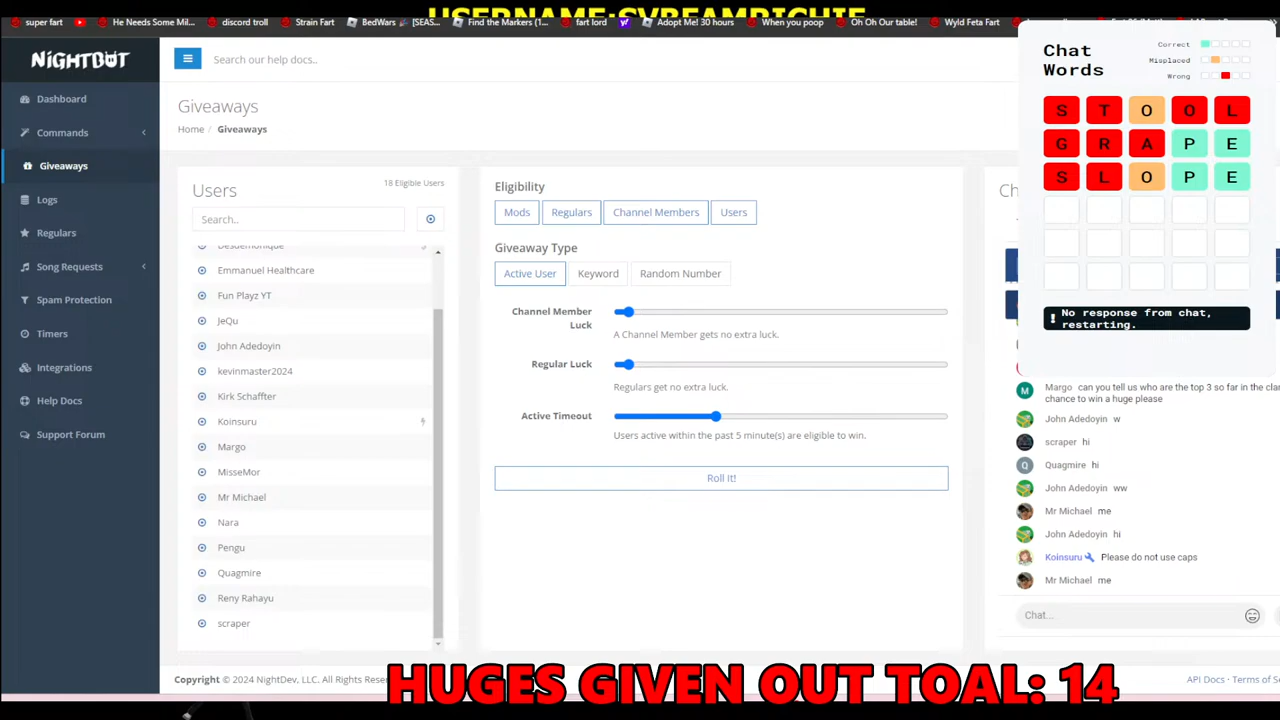 USERNAME:SVBFAMRICHIE
super fart
He Needs Some Mil...
discord troll
Strain Fart
BedWars [SEAS...
Find the Markers (1...
fart lord
Adopt Me! 30 hours
When you poop
Oh Oh Our table!
Wyld Feta Fart
NiGHTBOT
Search our help docs..
Dashboard
Commands
Giveaways
Logs
Regulars
Song Requests
Spam Protection
Timers
Integrations
Help Docs
Support Forum
Giveaways
Home / Giveaways
Users
18 Eligible Users
Search..
Desdemonique
Emmanuel Healthcare
Fun Playz YT
JeQu
John Adedoyin
kevinmaster2024
Kirk Schaffter
Koinsuru
Margo
MisseMor
Mr Michael
Nara
Pengu
Quagmire
Reny Rahayu
scraper
Eligibility
Mods
Regulars
Channel Members
Users
Giveaway Type
Active User
Keyword
Random Number
Channel Member
Luck
A Channel Member gets no extra luck.
Regular Luck
Regulars get no extra luck.
Active Timeout
Users active within the past 5 minute(s) are eligible to win.
Roll It!
Ch
Chat
Words
Correct
Misplaced
Wrong
S T O O L
G R A P E
S L O P E
! No response from chat,
restarting.
M Margo can you tell us who are the top 3 so far in the clan
chance to win a huge please
John Adedoyin w
scraper hi
Q Quagmire hi
John Adedoyin ww
Mr Michael me
John Adedoyin hi
Koinsuru Please do not use caps
Mr Michael me
Chat...
Copyright © 2024 NightDev, LLC. All Rights Rese
API Docs · Terms of Se
HUGES GIVEN OUT TOAL: 14